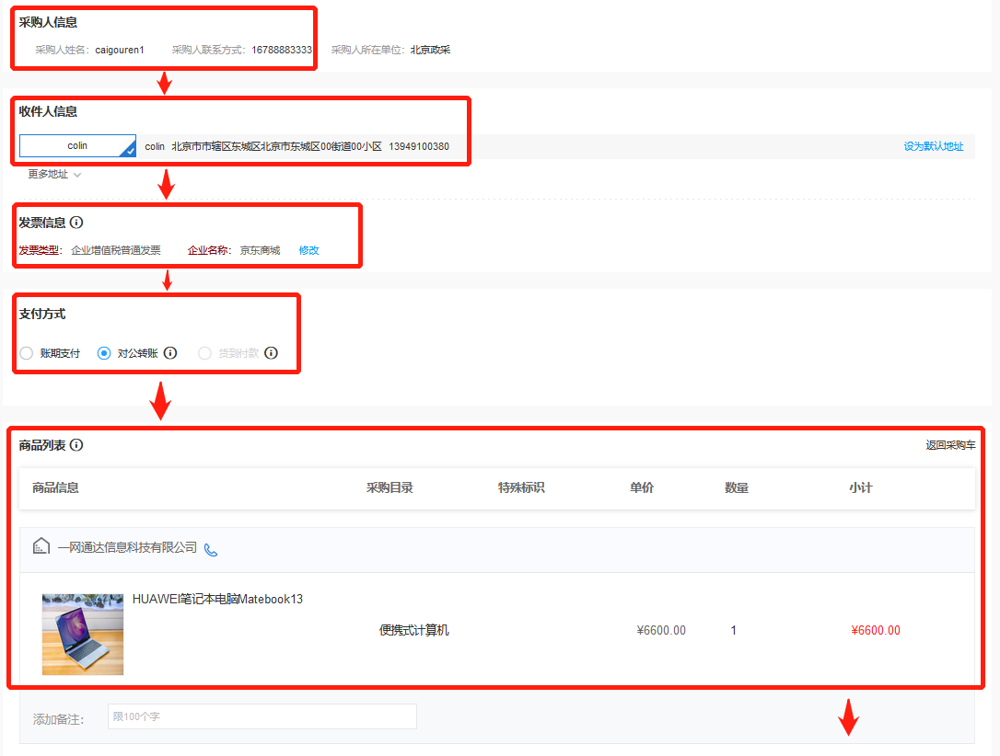 采购人信息
采购人姓名: caigouren1 采购人联系方式: 16788883333 采购人所在单位: 北京政采
收件人信息
colin colin 北京市市辖区东城区北京市东城区00街道00小区 13949100380 设为默认地址
更多地址
发票信息
发票类型: 企业增值税普通发票 企业名称: 京东商城 修改
支付方式
账期支付 对公转账 货到付款
商品列表 返回采购车
商品信息 采购目录 特殊标识 单价 数量 小计
一网通达信息科技有限公司
HUAWEI笔记本电脑Matebook13
便携式计算机 ¥6600.00 1 ¥6600.00
添加备注: 限100个字